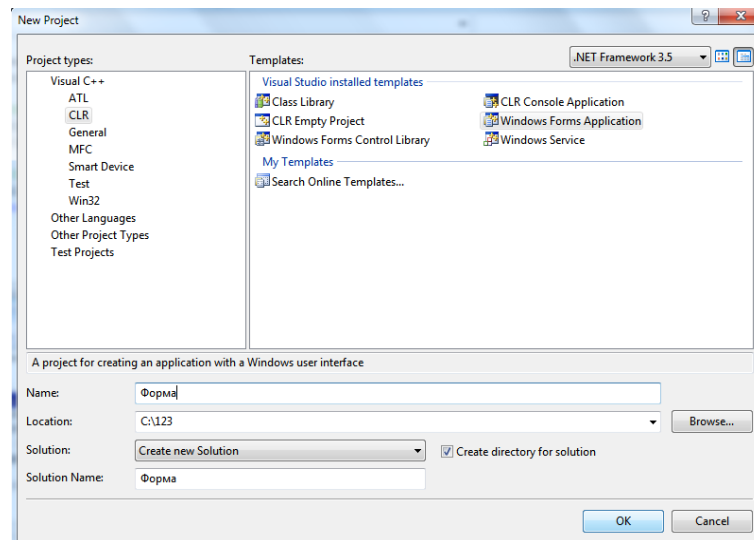 New Project
Project types:
Templates:
.NET Framework 3.5
Visual C++
ATL
CLR
General
MFC
Smart Device
Test
Win32
Other Languages
Other Project Types
Test Projects
Visual Studio installed templates
Class Library
CLR Console Application
CLR Empty Project
Windows Forms Application
Windows Forms Control Library
Windows Service
My Templates
Search Online Templates...
A project for creating an application with a Windows user interface
Name:
Форма
Location:
C:\123
Browse...
Solution:
Create new Solution
Create directory for solution
Solution Name:
Форма
OK
Cancel